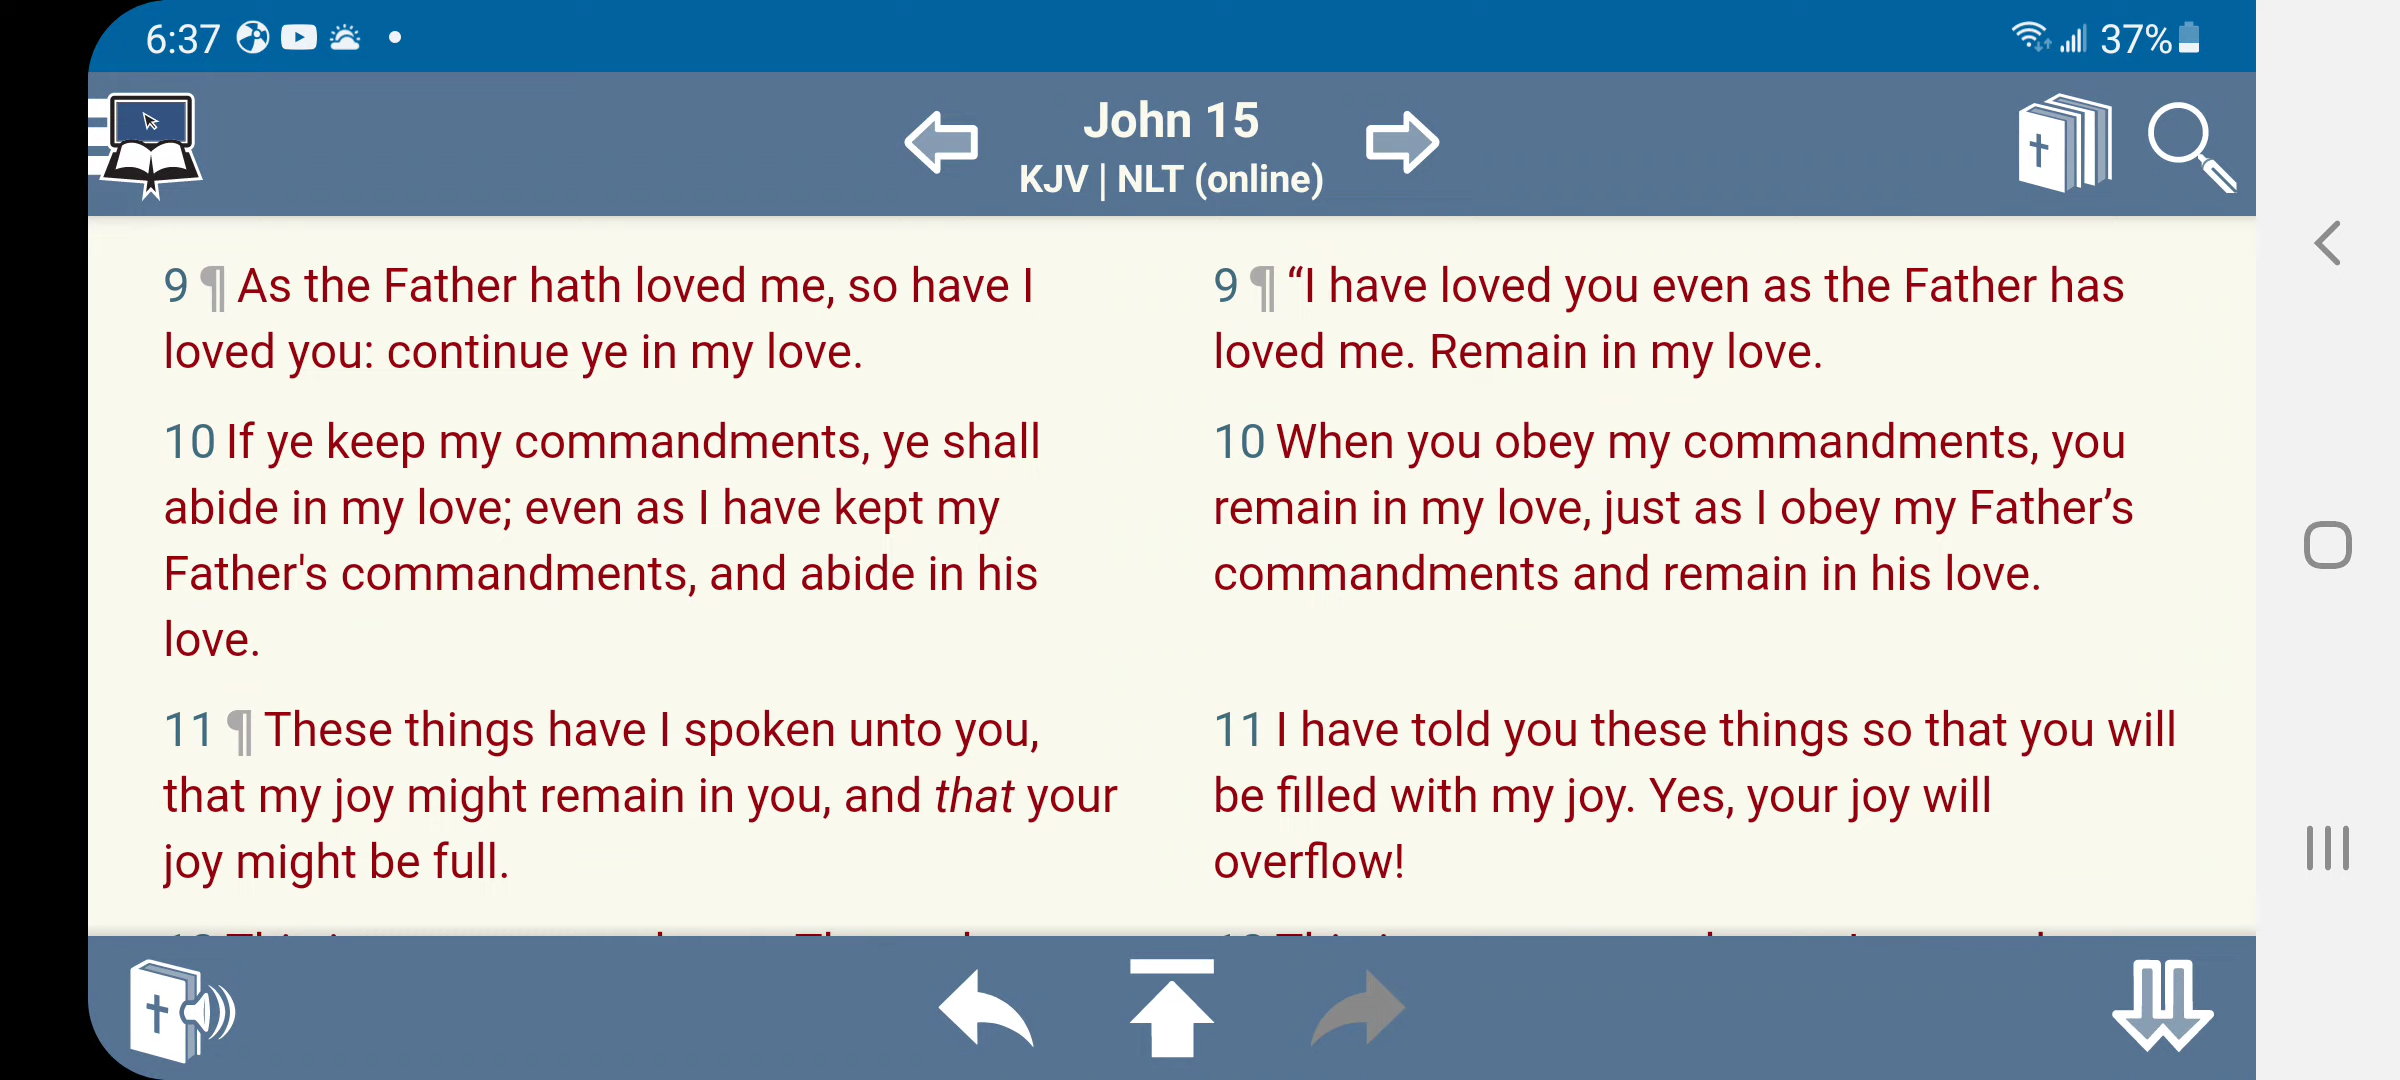 6:37
37%
John 15
KJV | NLT (online)
9 ¶ As the Father hath loved me, so have I
loved you: continue ye in my love.
10 If ye keep my commandments, ye shall
abide in my love; even as I have kept my
Father's commandments, and abide in his
love.
11 ¶ These things have I spoken unto you,
that my joy might remain in you, and that your
joy might be full.
9 ¶ “I have loved you even as the Father has
loved me. Remain in my love.
10 When you obey my commandments, you
remain in my love, just as I obey my Father’s
commandments and remain in his love.
11 I have told you these things so that you will
be filled with my joy. Yes, your joy will
overflow!